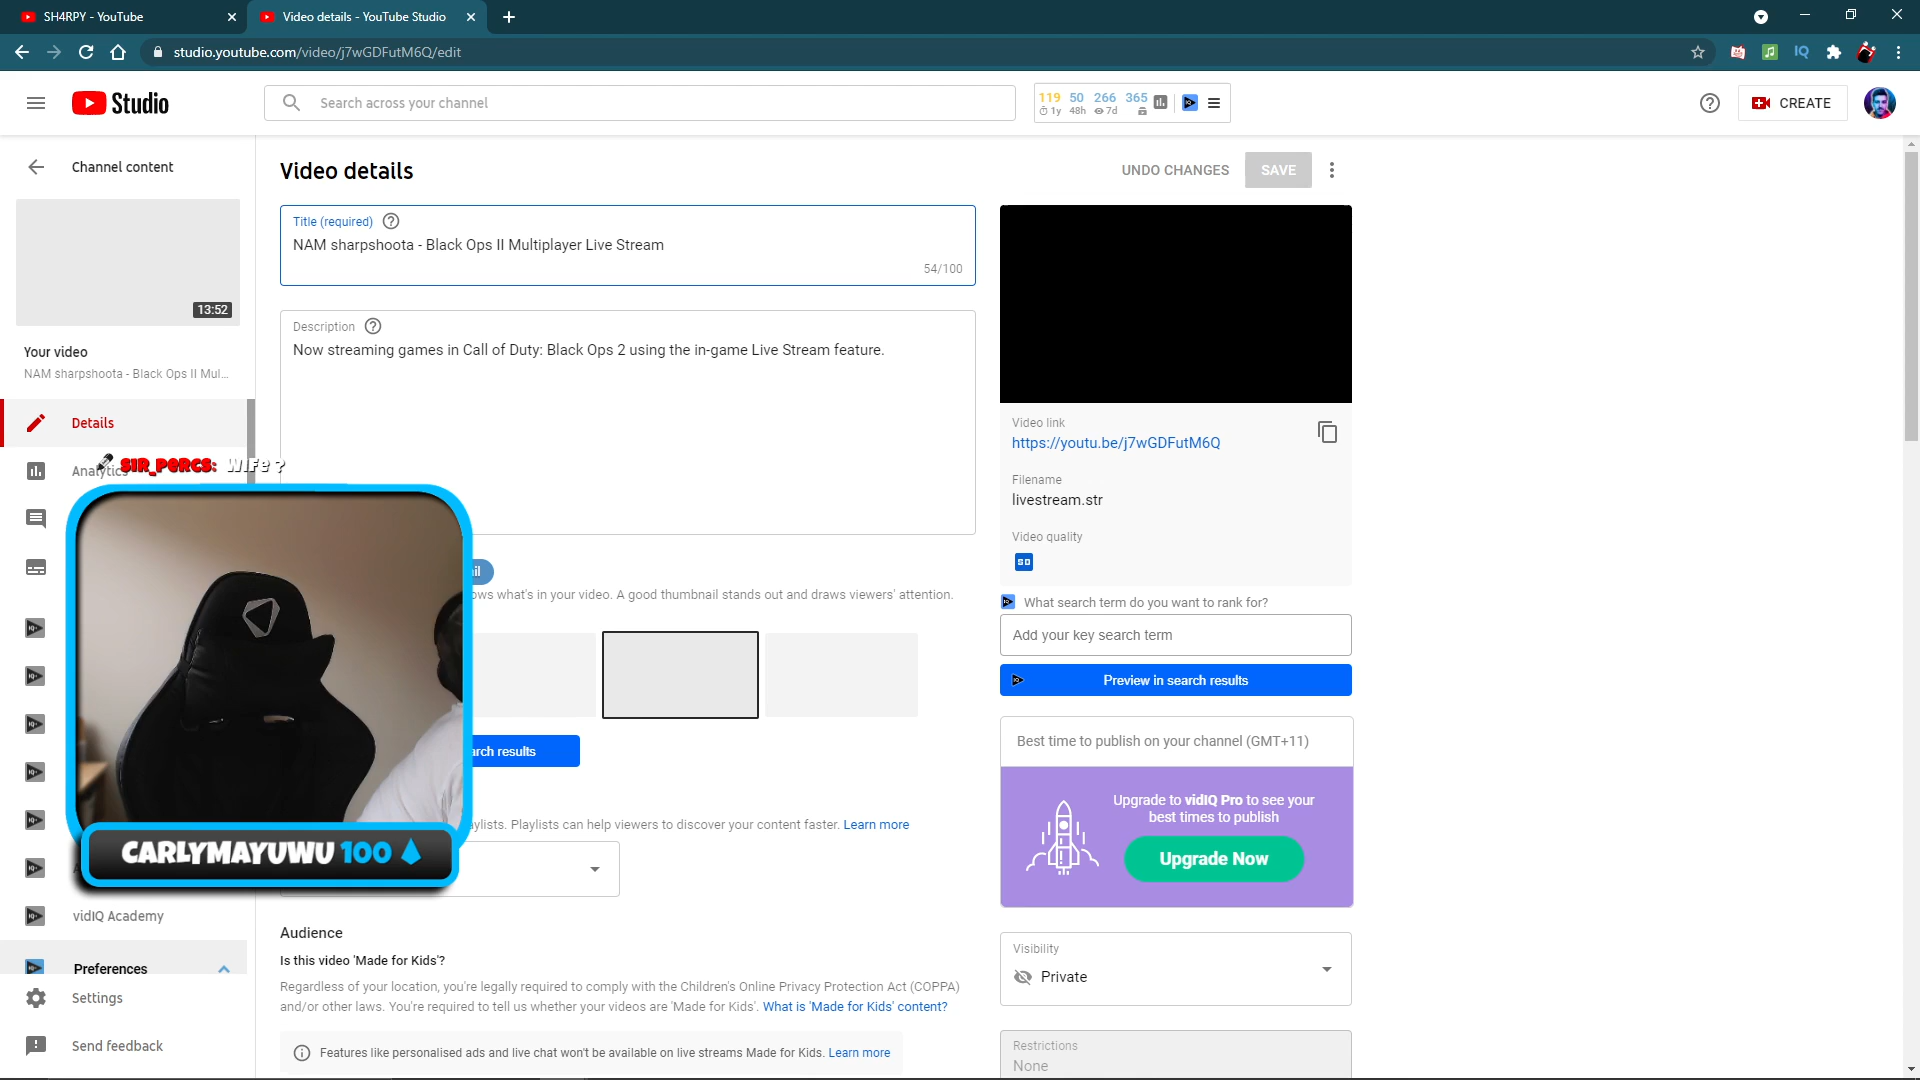 SH4RPY - YouTube
Video details - YouTube Studio
studio.youtube.com/video/j7wGDFutM6Q/edit
Studio
Search across your channel
119 50 266 365
1y 48h 7d
CREATE
Channel content
Video details
UNDO CHANGES
SAVE
13:52
Your video
NAM sharpshoota - Black Ops II Mul...
Title (required)
NAM sharpshoota - Black Ops II Multiplayer Live Stream
54/100
Description
Now streaming games in Call of Duty: Black Ops 2 using the in-game Live Stream feature.
Details
Analytics
SIR_PERCS: WIFE ?
Video link
https://youtu.be/j7wGDFutM6Q
Filename
livestream.str
Video quality
SD
ows what's in your video. A good thumbnail stands out and draws viewers' attention.
What search term do you want to rank for?
Add your key search term
Preview in search results
arch results
Best time to publish on your channel (GMT+11)
Upgrade to vidIQ Pro to see your
best times to publish
Upgrade Now
aylists. Playlists can help viewers to discover your content faster. Learn more
CARLYMAYUWU 100
vidIQ Academy
Preferences
Settings
Send feedback
Audience
Is this video 'Made for Kids'?
Regardless of your location, you're legally required to comply with the Children's Online Privacy Protection Act (COPPA)
and/or other laws. You're required to tell us whether your videos are 'Made for Kids'. What is 'Made for Kids' content?
Features like personalised ads and live chat won't be available on live streams Made for Kids. Learn more
Visibility
Private
Restrictions
None